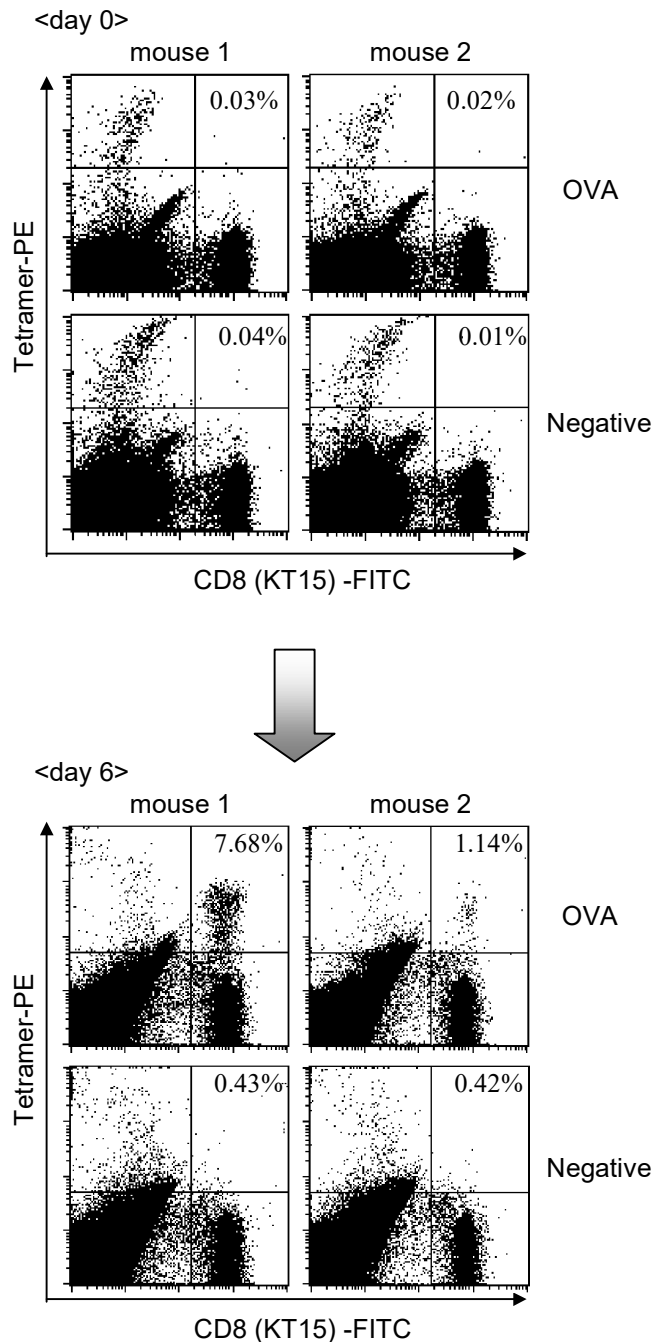 <day 0>
mouse 1 mouse 2
0.03% 0.02%
OVA
0.04% 0.01%
Negative
Tetramer-PE
CD8 (KT15) -FITC
<day 6>
mouse 1 mouse 2
7.68% 1.14%
OVA
0.43% 0.42%
Negative
Tetramer-PE
CD8 (KT15) -FITC